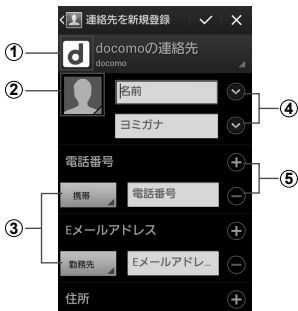 連絡先を新規登録
① d docomoの連絡先
docomo
② 名前
④
ヨミガナ
電話番号
⑤
③ 携帯 電話番号
Eメールアドレス
勤務先 Eメールアドレ...
住所